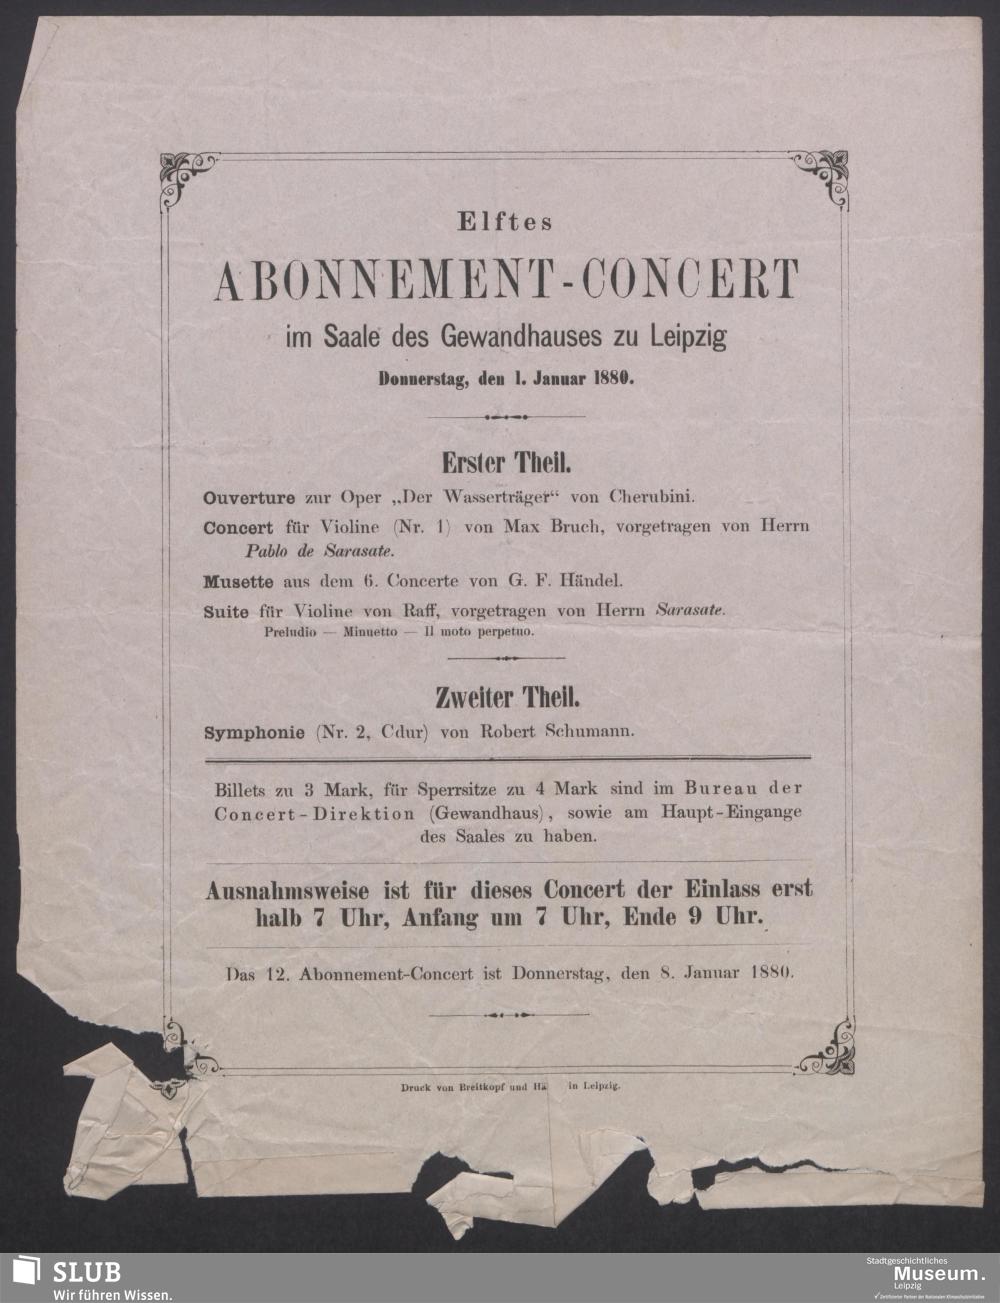 Elftes
ABONNEMENT-CONCERT
im Saale des Gewandhauses zu Leipzig
Donnerstag, den 1. Januar 1880.
Erster Theil.
Ouverture zur Oper „Der Wasserträger“ von Cherubini.
Concert für Violine (Nr. 1) von Max Bruch, vorgetragen von Herrn
Pablo de Sarasate.
Musette aus dem 6. Concerte von G. F. Händel.
Suite für Violine von Raff, vorgetragen von Herrn Sarasate.
Preludio — Minuetto — Il moto perpetuo.
Zweiter Theil.
Symphonie (Nr. 2, Cdur) von Robert Schumann.
Billets zu 3 Mark, für Sperrsitze zu 4 Mark sind im Bureau der
Concert-Direktion (Gewandhaus), sowie am Haupt-Eingange
des Saales zu haben.
Ausnahmsweise ist für dieses Concert der Einlass erst
halb 7 Uhr, Anfang um 7 Uhr, Ende 9 Uhr.
Das 12. Abonnement-Concert ist Donnerstag, den 8. Januar 1880.
Druck von Breitkopf und Hä in Leipzig.
SLUB
Wir führen Wissen.
Stadtgeschichtliches
Museum.
Leipzig
Zertifizierter Partner der Nationalen Klimaschutzinitiative